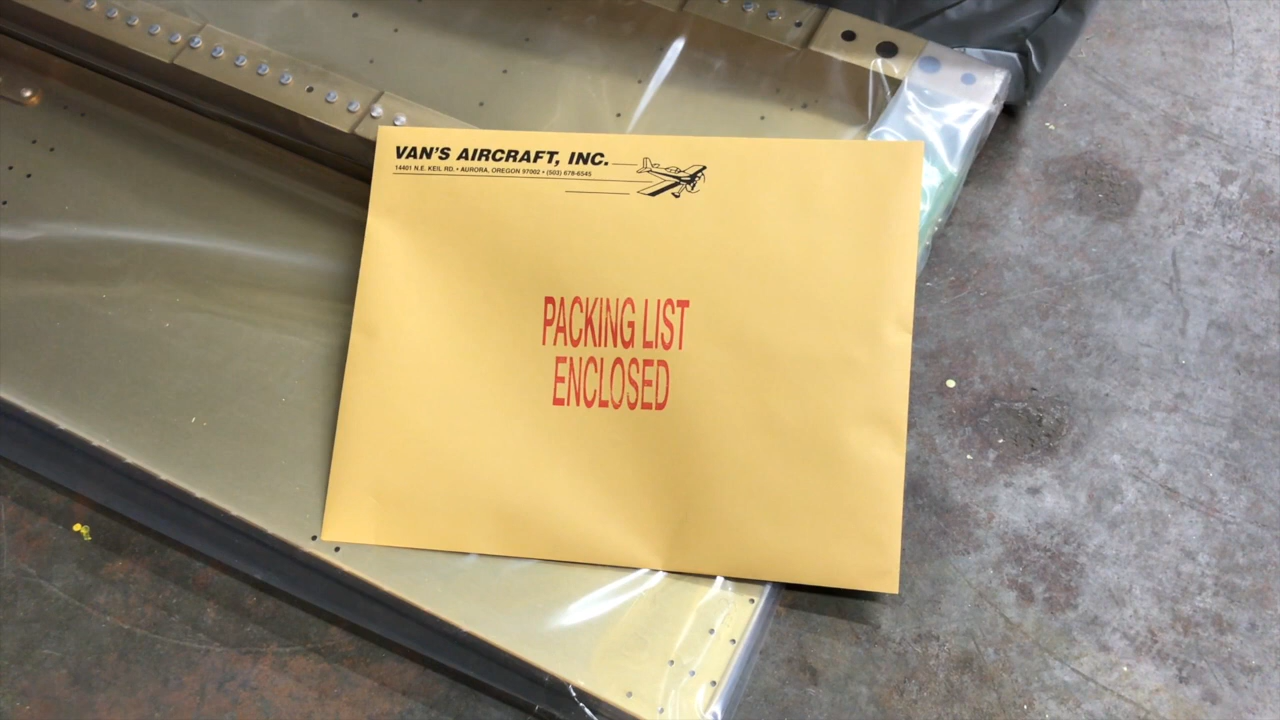 VAN'S AIRCRAFT, INC.
14401 N.E. KEIL RD. • AURORA, OREGON 97002 • (503) 678-6545
PACKING LIST
ENCLOSED